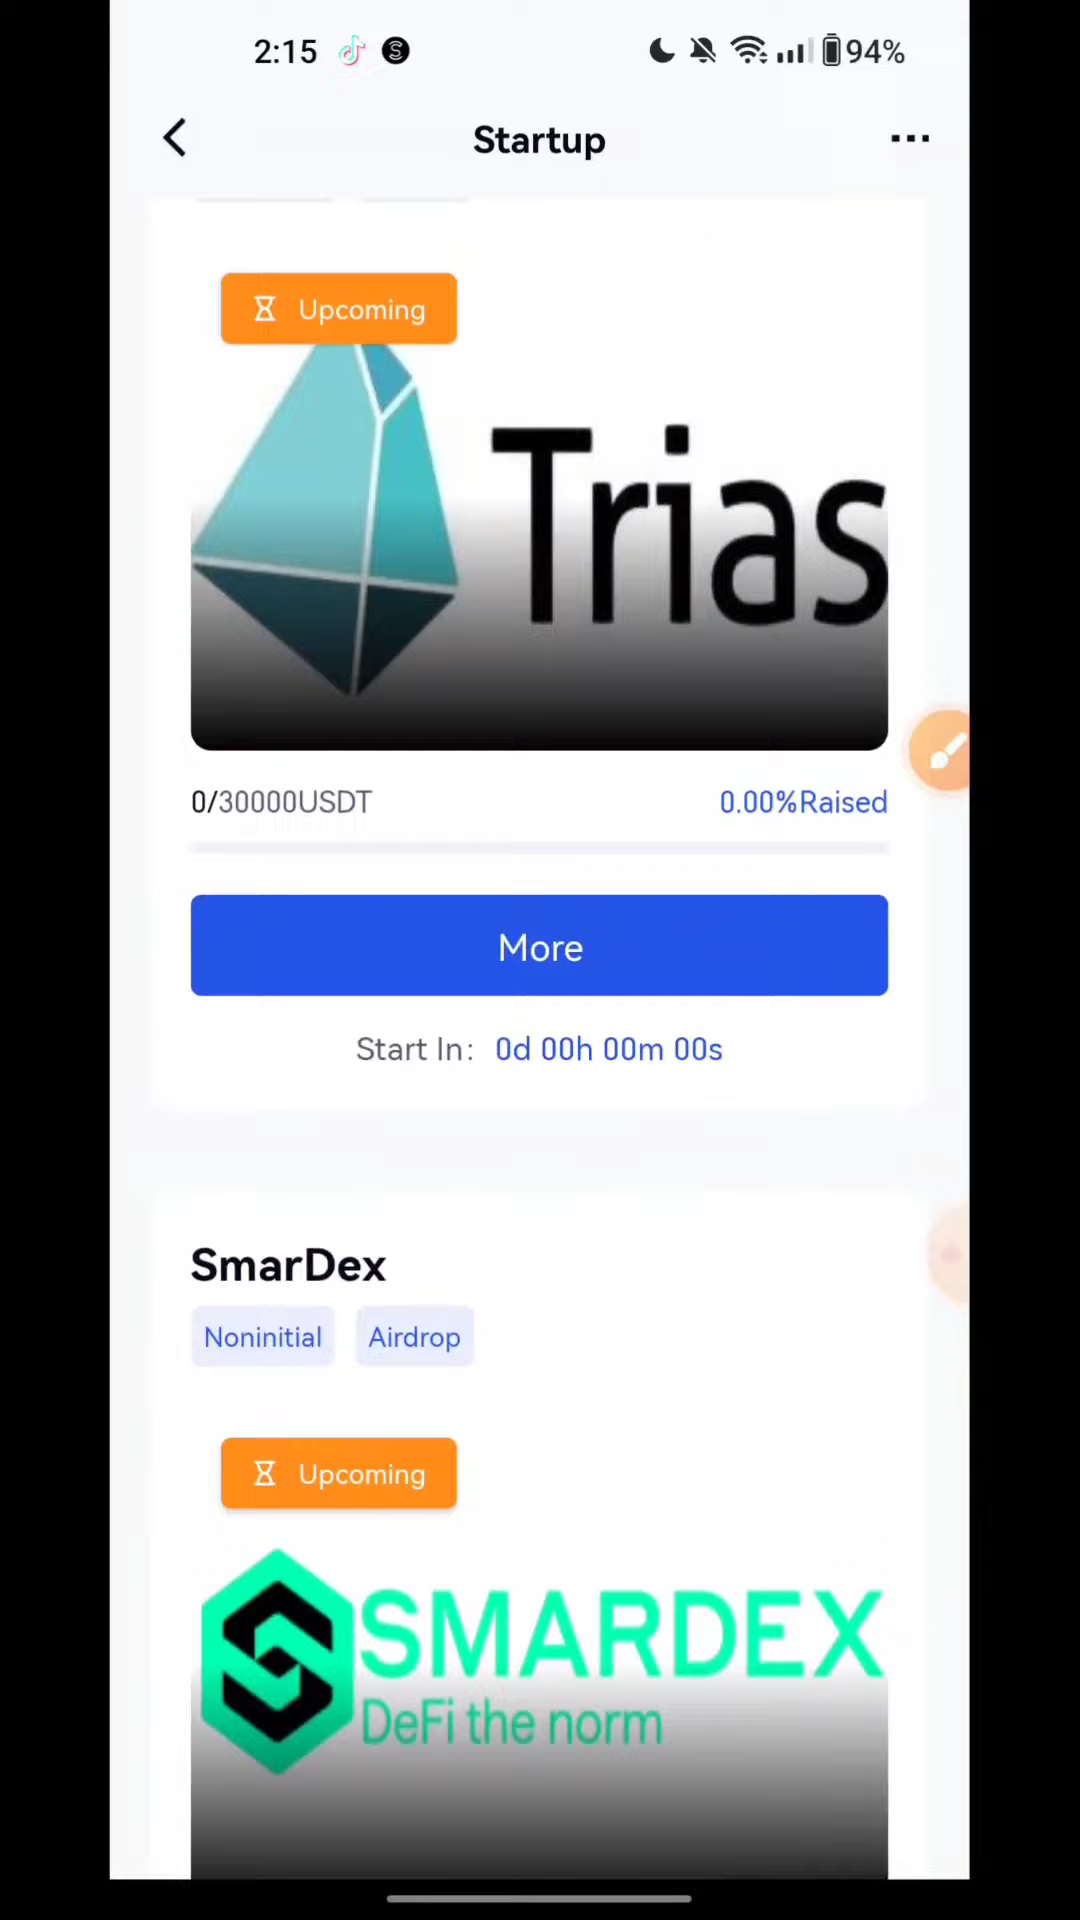 2:15
94%
Startup
Upcoming
Trias
0/30000USDT
0.00%Raised
More
Start In: 0d 00h 00m 00s
SmarDex
Noninitial
Airdrop
Upcoming
SMARDEX
DeFi the norm